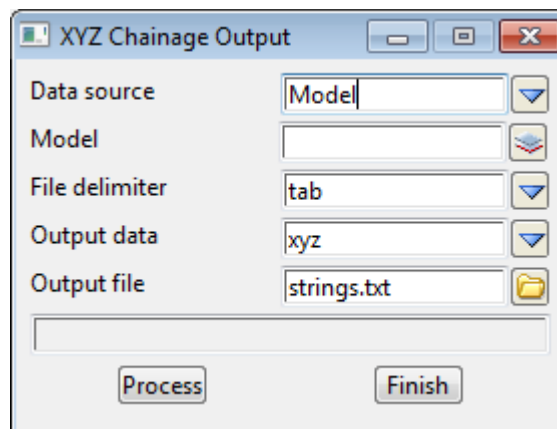 XYZ Chainage Output
Data source Model
Model
File delimiter tab
Output data xyz
Output file strings.txt
Process Finish